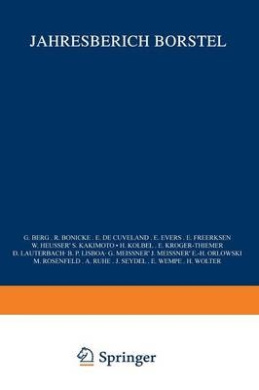 JAHRESBERICH BORSTEL
G. BERG . R. BONICKE . E. DE CUVELAND . E. EVERS . E. FREERKSEN
W. HEUSSER' S. KAKIMOTO • H. KOLBEL . E. KROGER-THIEMER
D. LAUTERBACH· B. P. LISBOA· G. MEISSNER' J. MEISSNER' E.-H. ORLOWSKI
M. ROSENFELD . A. RUHE . J. SEYDEL . E. WEMPE . H. WOLTER
Springer